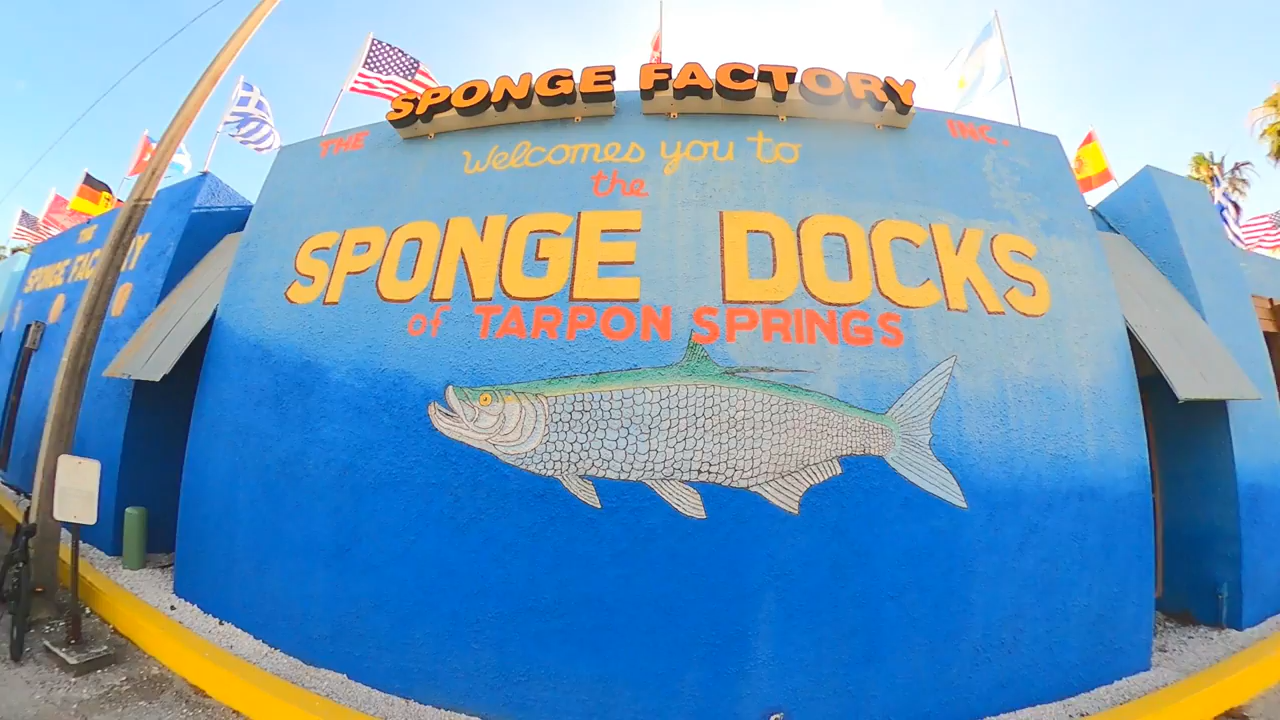 SPONGE FACTORY
THE INC.
Welcomes you to
the
SPONGE DOCKS
of TARPON SPRINGS
THE
SPONGE FACTORY